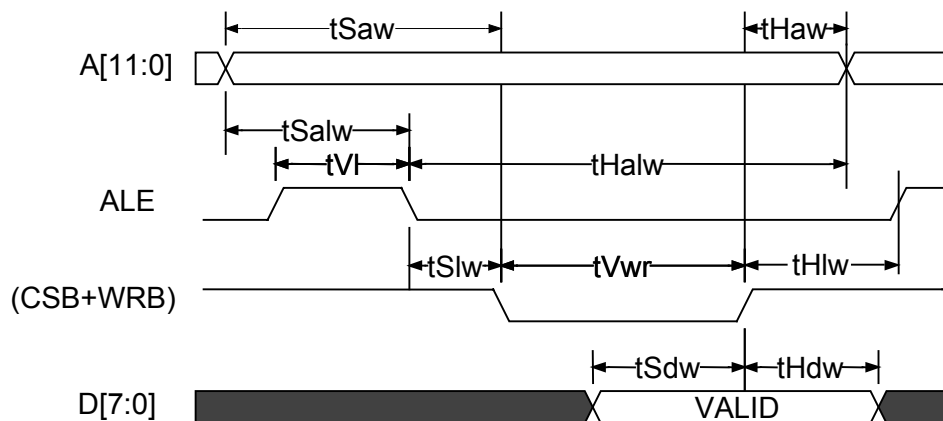 tSaw tHaw
A[11:0]
tSalw
tVl tHalw
ALE
tSlw tVwr tHlw
(CSB+WRB)
tSdw tHdw
D[7:0] VALID